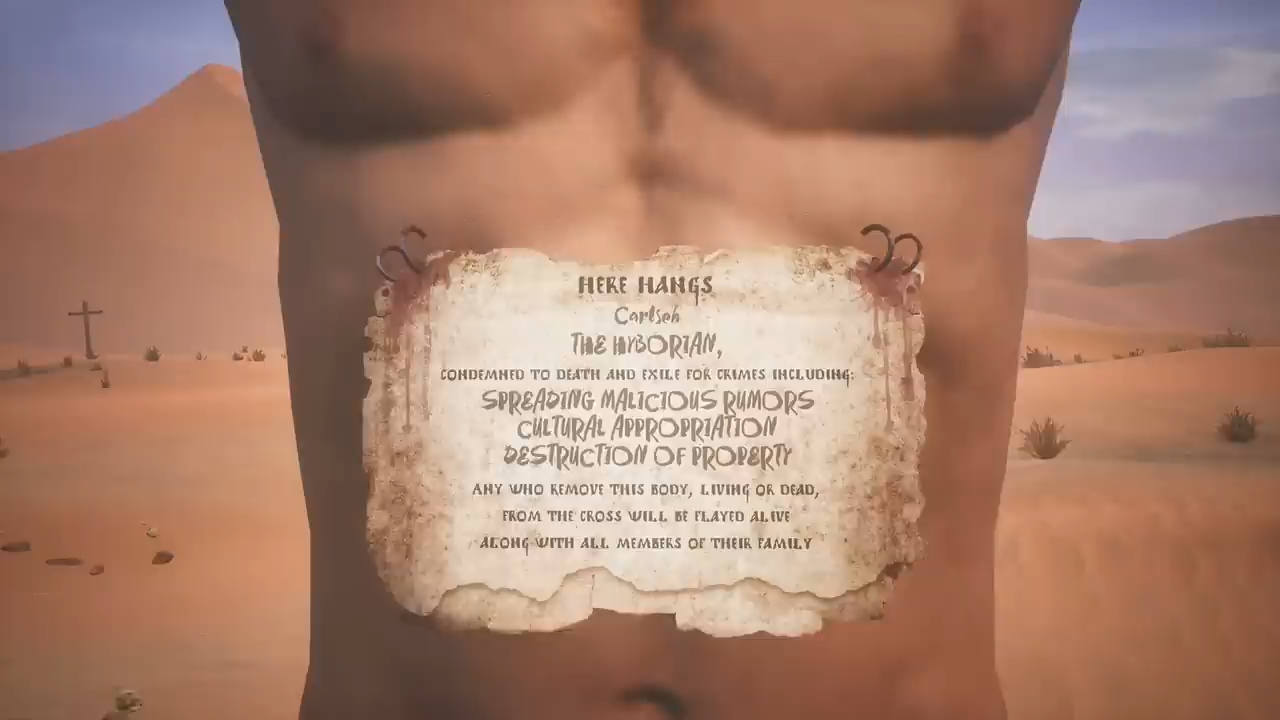 HERE HANGS
Carlseh
THE HYBORIAN,
CONDEMNED TO DEATH AND EXILE FOR CRIMES INCLUDING:
SPREADING MALICIOUS RUMORS
CULTURAL APPROPRIATION
DESTRUCTION OF PROPERTY
ANY WHO REMOVE THIS BODY, LIVING OR DEAD,
FROM THE CROSS WILL BE FLAYED ALIVE
ALONG WITH ALL MEMBERS OF THEIR FAMILY